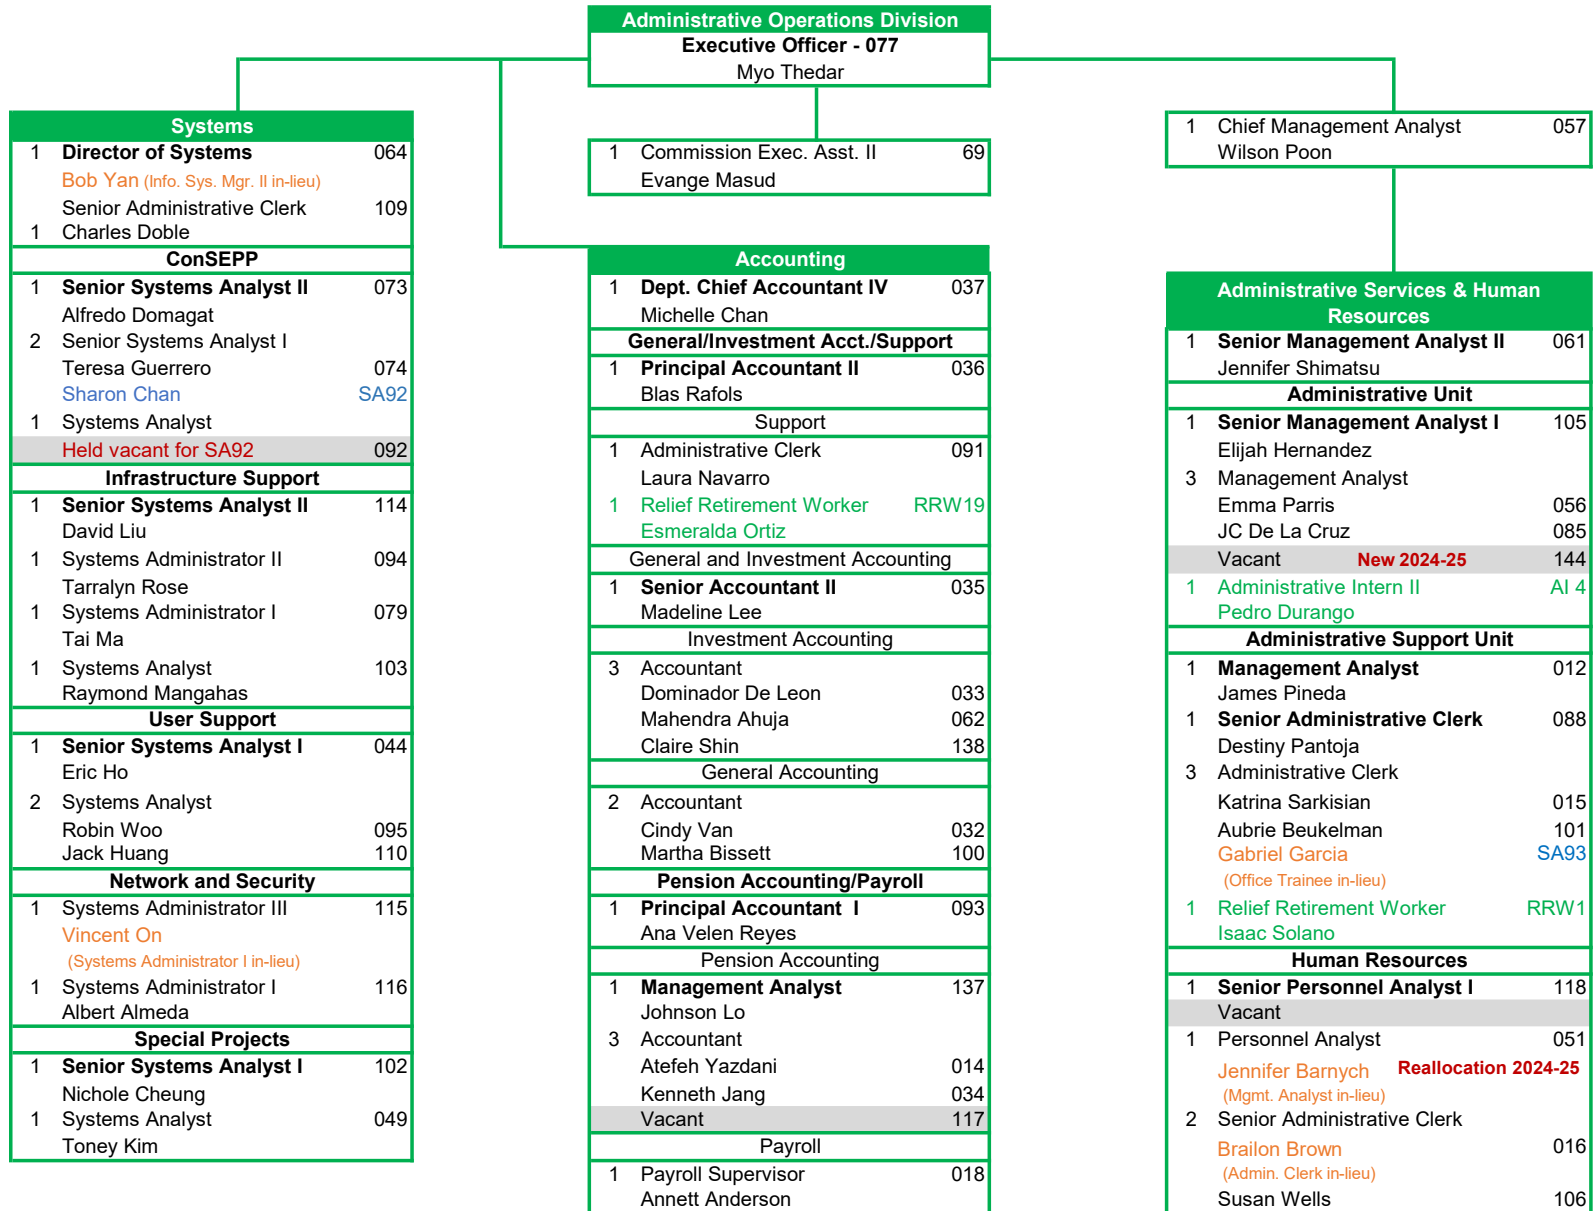 Administrative Operations Division
Executive Officer - 077
Myo Thedar
1 Commission Exec. Asst. II 69
Evange Masud
Systems
1 Director of Systems 064
Bob Yan (Info. Sys. Mgr. II in-lieu)
Senior Administrative Clerk 109
1 Charles Doble
ConSEPP
1 Senior Systems Analyst II 073
Alfredo Domagat
2 Senior Systems Analyst I
Teresa Guerrero 074
Sharon Chan SA92
1 Systems Analyst
Held vacant for SA92 092
Infrastructure Support
1 Senior Systems Analyst II 114
David Liu
1 Systems Administrator II 094
Tarralyn Rose
1 Systems Administrator I 079
Tai Ma
1 Systems Analyst 103
Raymond Mangahas
User Support
1 Senior Systems Analyst I 044
Eric Ho
2 Systems Analyst
Robin Woo 095
Jack Huang 110
Network and Security
1 Systems Administrator III 115
Vincent On
(Systems Administrator I in-lieu)
1 Systems Administrator I 116
Albert Almeda
Special Projects
1 Senior Systems Analyst I 102
Nichole Cheung
1 Systems Analyst 049
Toney Kim
Accounting
1 Dept. Chief Accountant IV 037
Michelle Chan
General/Investment Acct./Support
1 Principal Accountant II 036
Blas Rafols
Support
1 Administrative Clerk 091
Laura Navarro
1 Relief Retirement Worker RRW19
Esmeralda Ortiz
General and Investment Accounting
1 Senior Accountant II 035
Madeline Lee
Investment Accounting
3 Accountant
Dominador De Leon 033
Mahendra Ahuja 062
Claire Shin 138
General Accounting
2 Accountant
Cindy Van 032
Martha Bissett 100
Pension Accounting/Payroll
1 Principal Accountant I 093
Ana Velen Reyes
Pension Accounting
1 Management Analyst 137
Johnson Lo
3 Accountant
Atefeh Yazdani 014
Kenneth Jang 034
Vacant 117
Payroll
1 Payroll Supervisor 018
Annett Anderson
1 Chief Management Analyst 057
Wilson Poon
Administrative Services & Human
Resources
1 Senior Management Analyst II 061
Jennifer Shimatsu
Administrative Unit
1 Senior Management Analyst I 105
Elijah Hernandez
3 Management Analyst
Emma Parris 056
JC De La Cruz 085
Vacant New 2024-25 144
1 Administrative Intern II AI 4
Pedro Durango
Administrative Support Unit
1 Management Analyst 012
James Pineda
1 Senior Administrative Clerk 088
Destiny Pantoja
3 Administrative Clerk
Katrina Sarkisian 015
Aubrie Beukelman 101
Gabriel Garcia SA93
(Office Trainee in-lieu)
1 Relief Retirement Worker RRW1
Isaac Solano
Human Resources
1 Senior Personnel Analyst I 118
Vacant
1 Personnel Analyst 051
Jennifer Barnych Reallocation 2024-25
(Mgmt. Analyst in-lieu)
2 Senior Administrative Clerk
Brailon Brown 016
(Admin. Clerk in-lieu)
Susan Wells 106